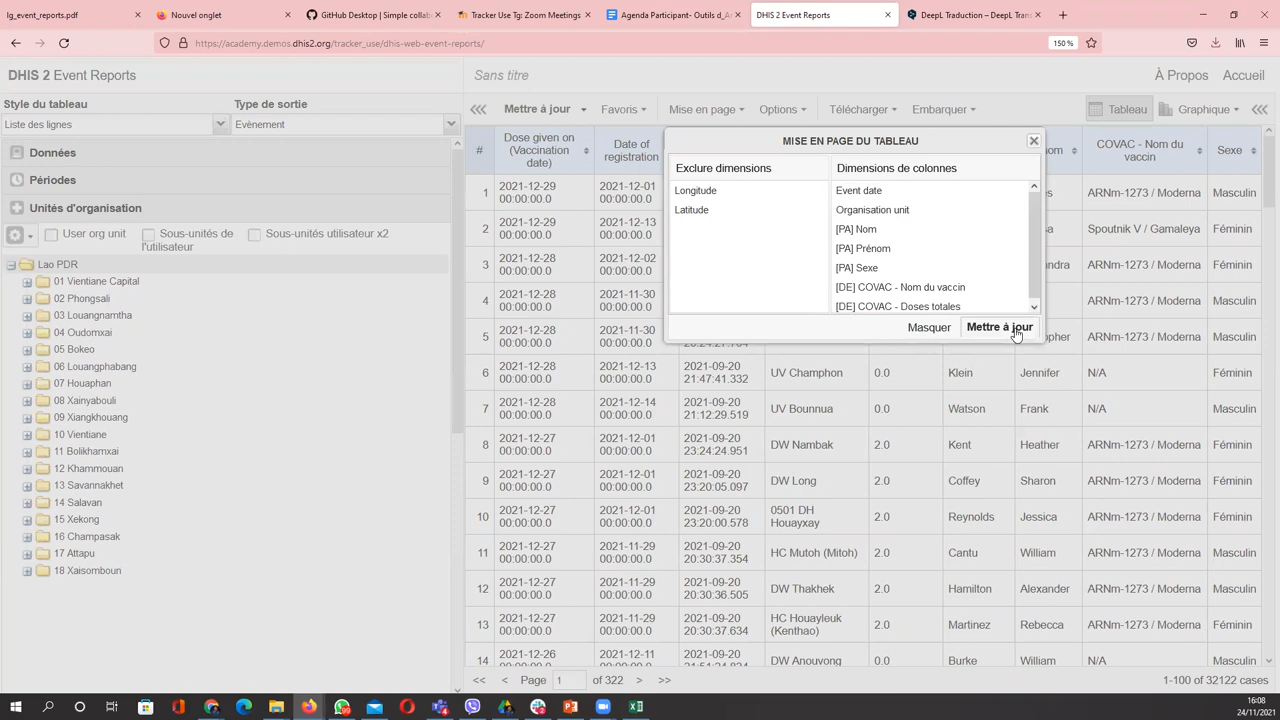 lg_event_reports.pdf
Nouvel onglet
GitHub Desktop | Simple collab
Tracker Use Tg: Zoom Meetings
Agenda Participant- Outils d_A
DHIS 2 Event Reports
DeepL Traduction – DeepL Tran
https://academy.demos.dhis2.org/tracker_use/dhis-web-event-reports/
150 %
DHIS 2 Event Reports
Sans titre
À Propos
Accueil
Style du tableau
Type de sortie
Liste des lignes
Evènement
Mettre à jour
Favoris
Mise en page
Options
Télécharger
Embarquer
Tableau
Graphique
Données
Périodes
Unités d'organisation
User org unit
Sous-unités de l'utilisateur
Sous-unités utilisateur x2
Lao PDR
01 Vientiane Capital
02 Phongsali
03 Louangnamtha
04 Oudomxai
05 Bokeo
06 Louangphabang
07 Houaphan
08 Xainyabouli
09 Xiangkhouang
10 Vientiane
11 Bolikhamxai
12 Khammouan
13 Savannakhet
14 Salavan
15 Xekong
16 Champasak
17 Attapu
18 Xaisomboun
MISE EN PAGE DU TABLEAU
Exclure dimensions
Dimensions de colonnes
Longitude
Latitude
Event date
Organisation unit
[PA] Nom
[PA] Prénom
[PA] Sexe
[DE] COVAC - Nom du vaccin
[DE] COVAC - Doses totales
Masquer
Mettre à jour
#
Dose given on (Vaccination date)
Date of registration
COVAC - Nom du vaccin
Sexe
1 2021-12-29 00:00:00.0 2021-12-01 00:00:00.0 ARNm-1273 / Moderna Masculin
2 2021-12-29 00:00:00.0 2021-12-13 00:00:00.0 Spoutnik V / Gamaleya Féminin
3 2021-12-28 00:00:00.0 2021-12-02 00:00:00.0 ARNm-1273 / Moderna Féminin
4 2021-12-28 00:00:00.0 2021-11-30 00:00:00.0 ARNm-1273 / Moderna Masculin
5 2021-12-28 00:00:00.0 2021-11-30 00:00:00.0 ARNm-1273 / Moderna Masculin
6 2021-12-28 00:00:00.0 2021-12-13 00:00:00.0 2021-09-20 21:47:41.332 UV Champhon 0.0 Klein Jennifer N/A Féminin
7 2021-12-28 00:00:00.0 2021-12-14 00:00:00.0 2021-09-20 21:12:29.519 UV Bounnua 0.0 Watson Frank N/A Masculin
8 2021-12-27 00:00:00.0 2021-12-01 00:00:00.0 2021-09-20 23:24:24.951 DW Nambak 2.0 Kent Heather ARNm-1273 / Moderna Féminin
9 2021-12-27 00:00:00.0 2021-12-01 00:00:00.0 2021-09-20 23:20:05.097 DW Long 2.0 Coffey Sharon ARNm-1273 / Moderna Féminin
10 2021-12-27 00:00:00.0 2021-12-01 00:00:00.0 2021-09-20 23:20:00.578 0501 DH Houayxay 2.0 Reynolds Jessica ARNm-1273 / Moderna Féminin
11 2021-12-27 00:00:00.0 2021-11-29 00:00:00.0 2021-09-20 20:30:37.354 HC Mutoh (Mitoh) 2.0 Cantu William ARNm-1273 / Moderna Masculin
12 2021-12-27 00:00:00.0 2021-11-29 00:00:00.0 2021-09-20 20:30:36.505 DW Thakhek 2.0 Hamilton Alexander ARNm-1273 / Moderna Masculin
13 2021-12-27 00:00:00.0 2021-11-29 00:00:00.0 2021-09-20 20:30:37.634 HC Houayleuk (Kenthao) 2.0 Martinez Rebecca ARNm-1273 / Moderna Féminin
14 2021-12-26 00:00:00.0 2021-12-11 00:00:00.0 2021-09-20 DW Anouvong 0.0 Burke William ARNm-1273 / Moderna Masculin
<< < Page 1 of 322 > >>
1-100 of 32122 cases
16:08
24/11/2021